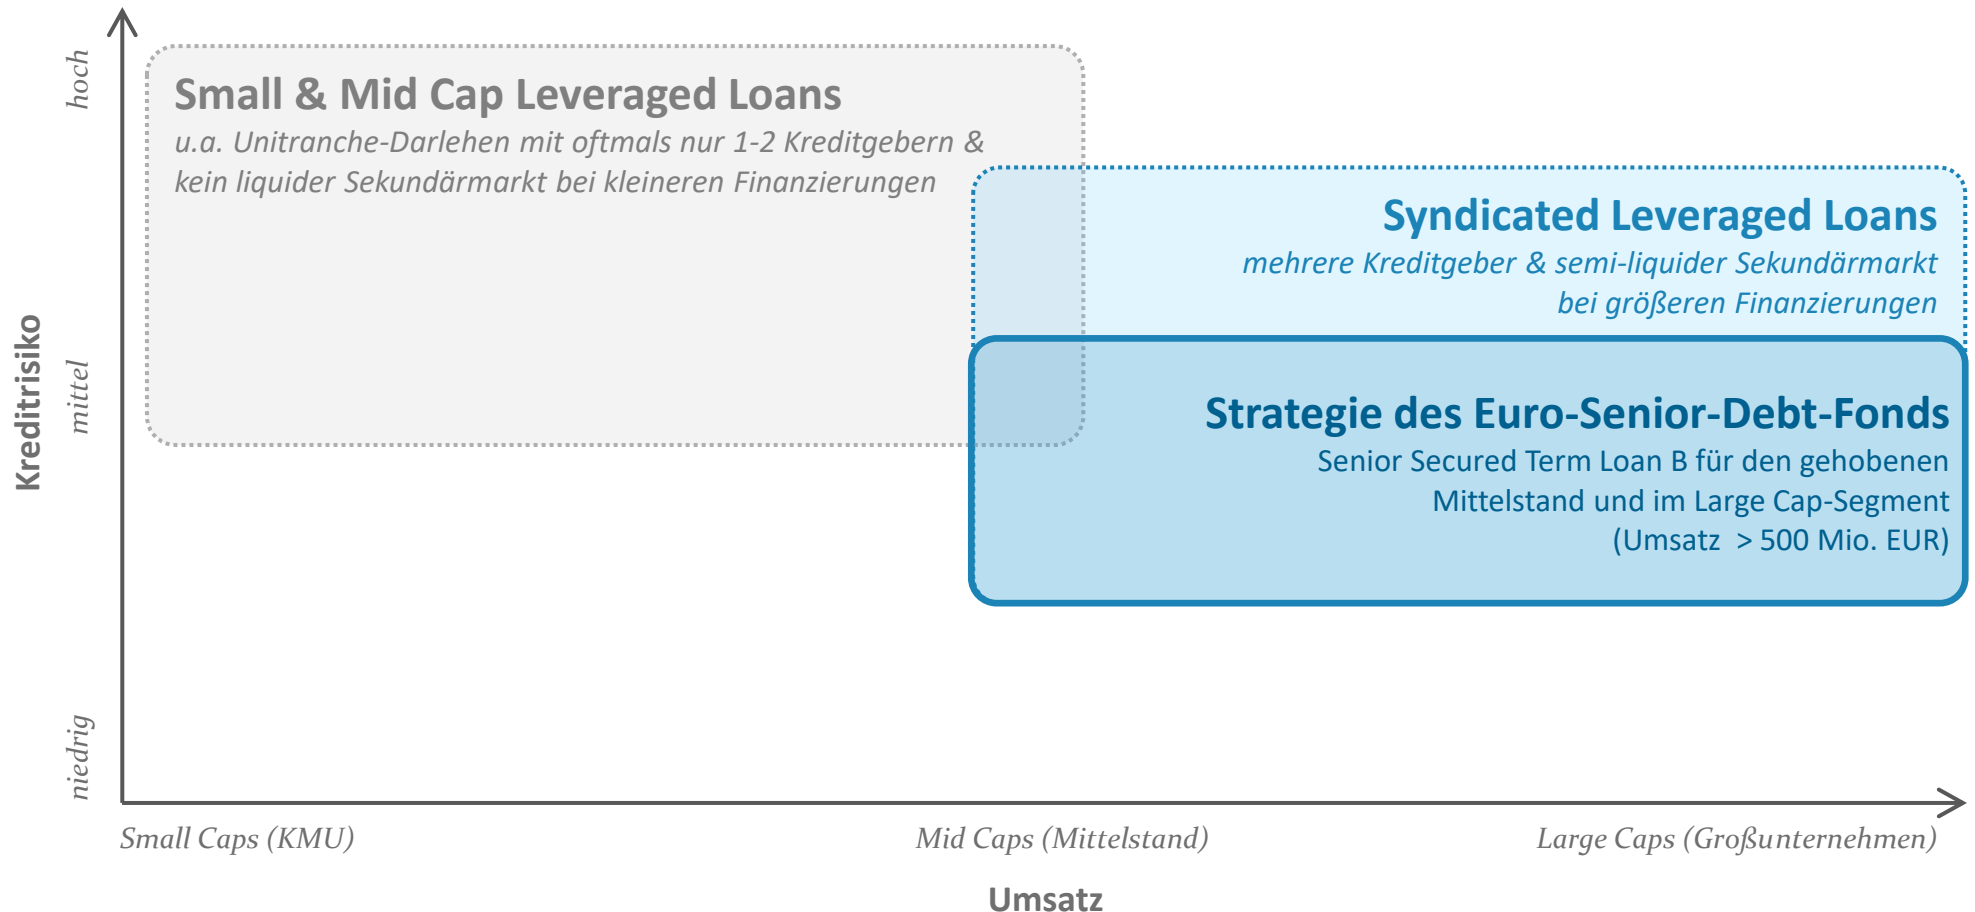 Small & Mid Cap Leveraged Loans
u.a. Unitranche-Darlehen mit oftmals nur 1-2 Kreditgebern &
kein liquider Sekundärmarkt bei kleineren Finanzierungen
Syndicated Leveraged Loans
mehrere Kreditgeber & semi-liquider Sekundärmarkt
bei größeren Finanzierungen
Strategie des Euro-Senior-Debt-Fonds
Senior Secured Term Loan B für den gehobenen
Mittelstand und im Large Cap-Segment
(Umsatz > 500 Mio. EUR)
Kreditrisiko
hoch
mittel
niedrig
Small Caps (KMU)
Mid Caps (Mittelstand)
Large Caps (Großunternehmen)
Umsatz